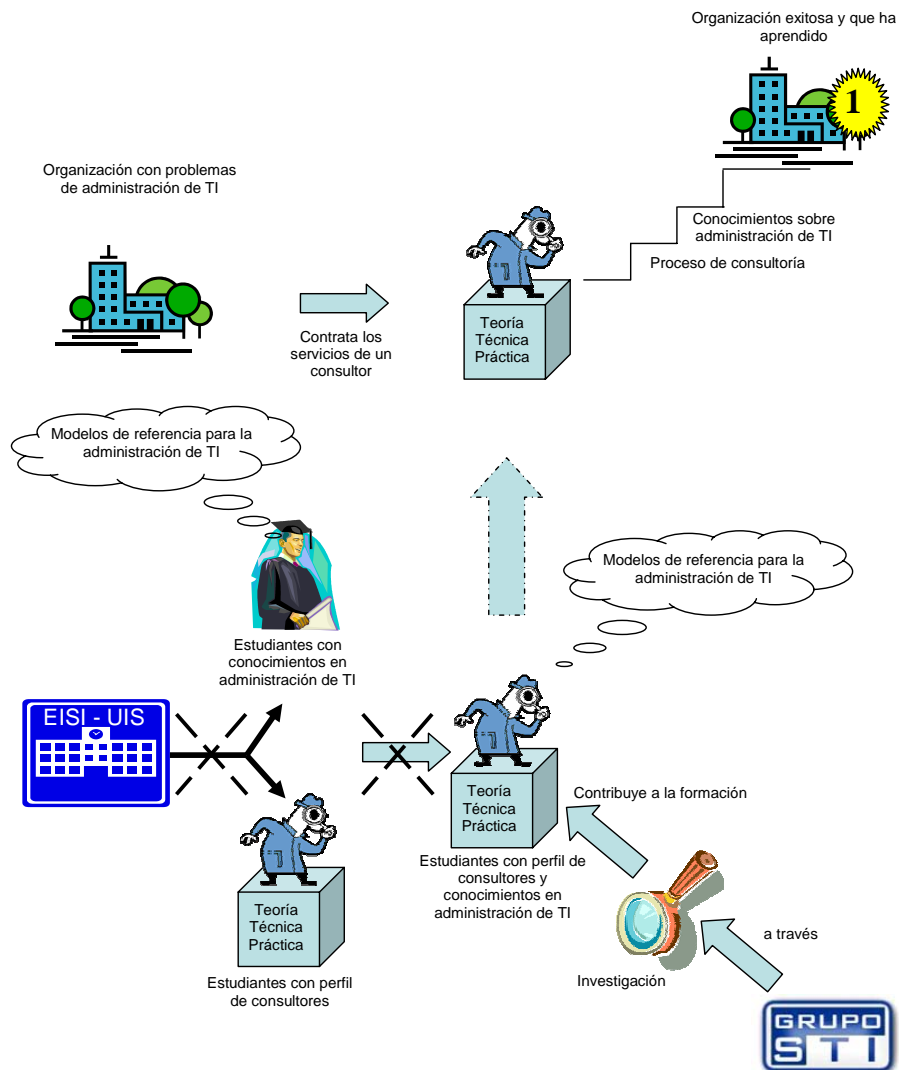 Organización exitosa y que ha
aprendido
1
Organización con problemas
de administración de TI
Conocimientos sobre
administración de TI
Proceso de consultoría
Contrata los
servicios de un
consultor
Teoría
Técnica
Práctica
Modelos de referencia para la
administración de TI
Modelos de referencia para la
administración de TI
Estudiantes con
conocimientos en
administración de TI
EISI - UIS
Teoría
Técnica
Práctica
Contribuye a la formación
Estudiantes con perfil de
consultores y
conocimientos en
administración de TI
Teoría
Técnica
Práctica
Estudiantes con perfil
de consultores
a través
Investigación
GRUPO
STI